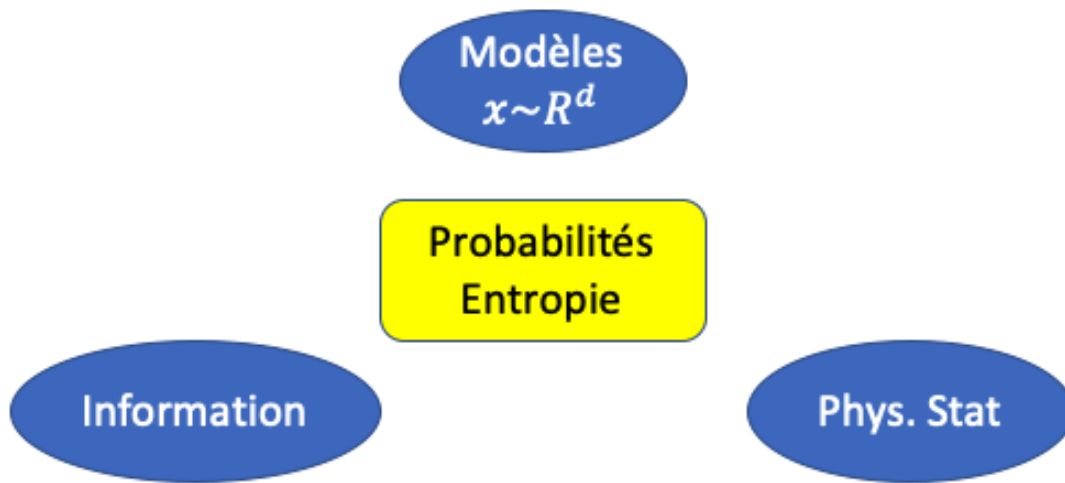 Modèles
x~R^d
Probabilités
Entropie
Information
Phys. Stat